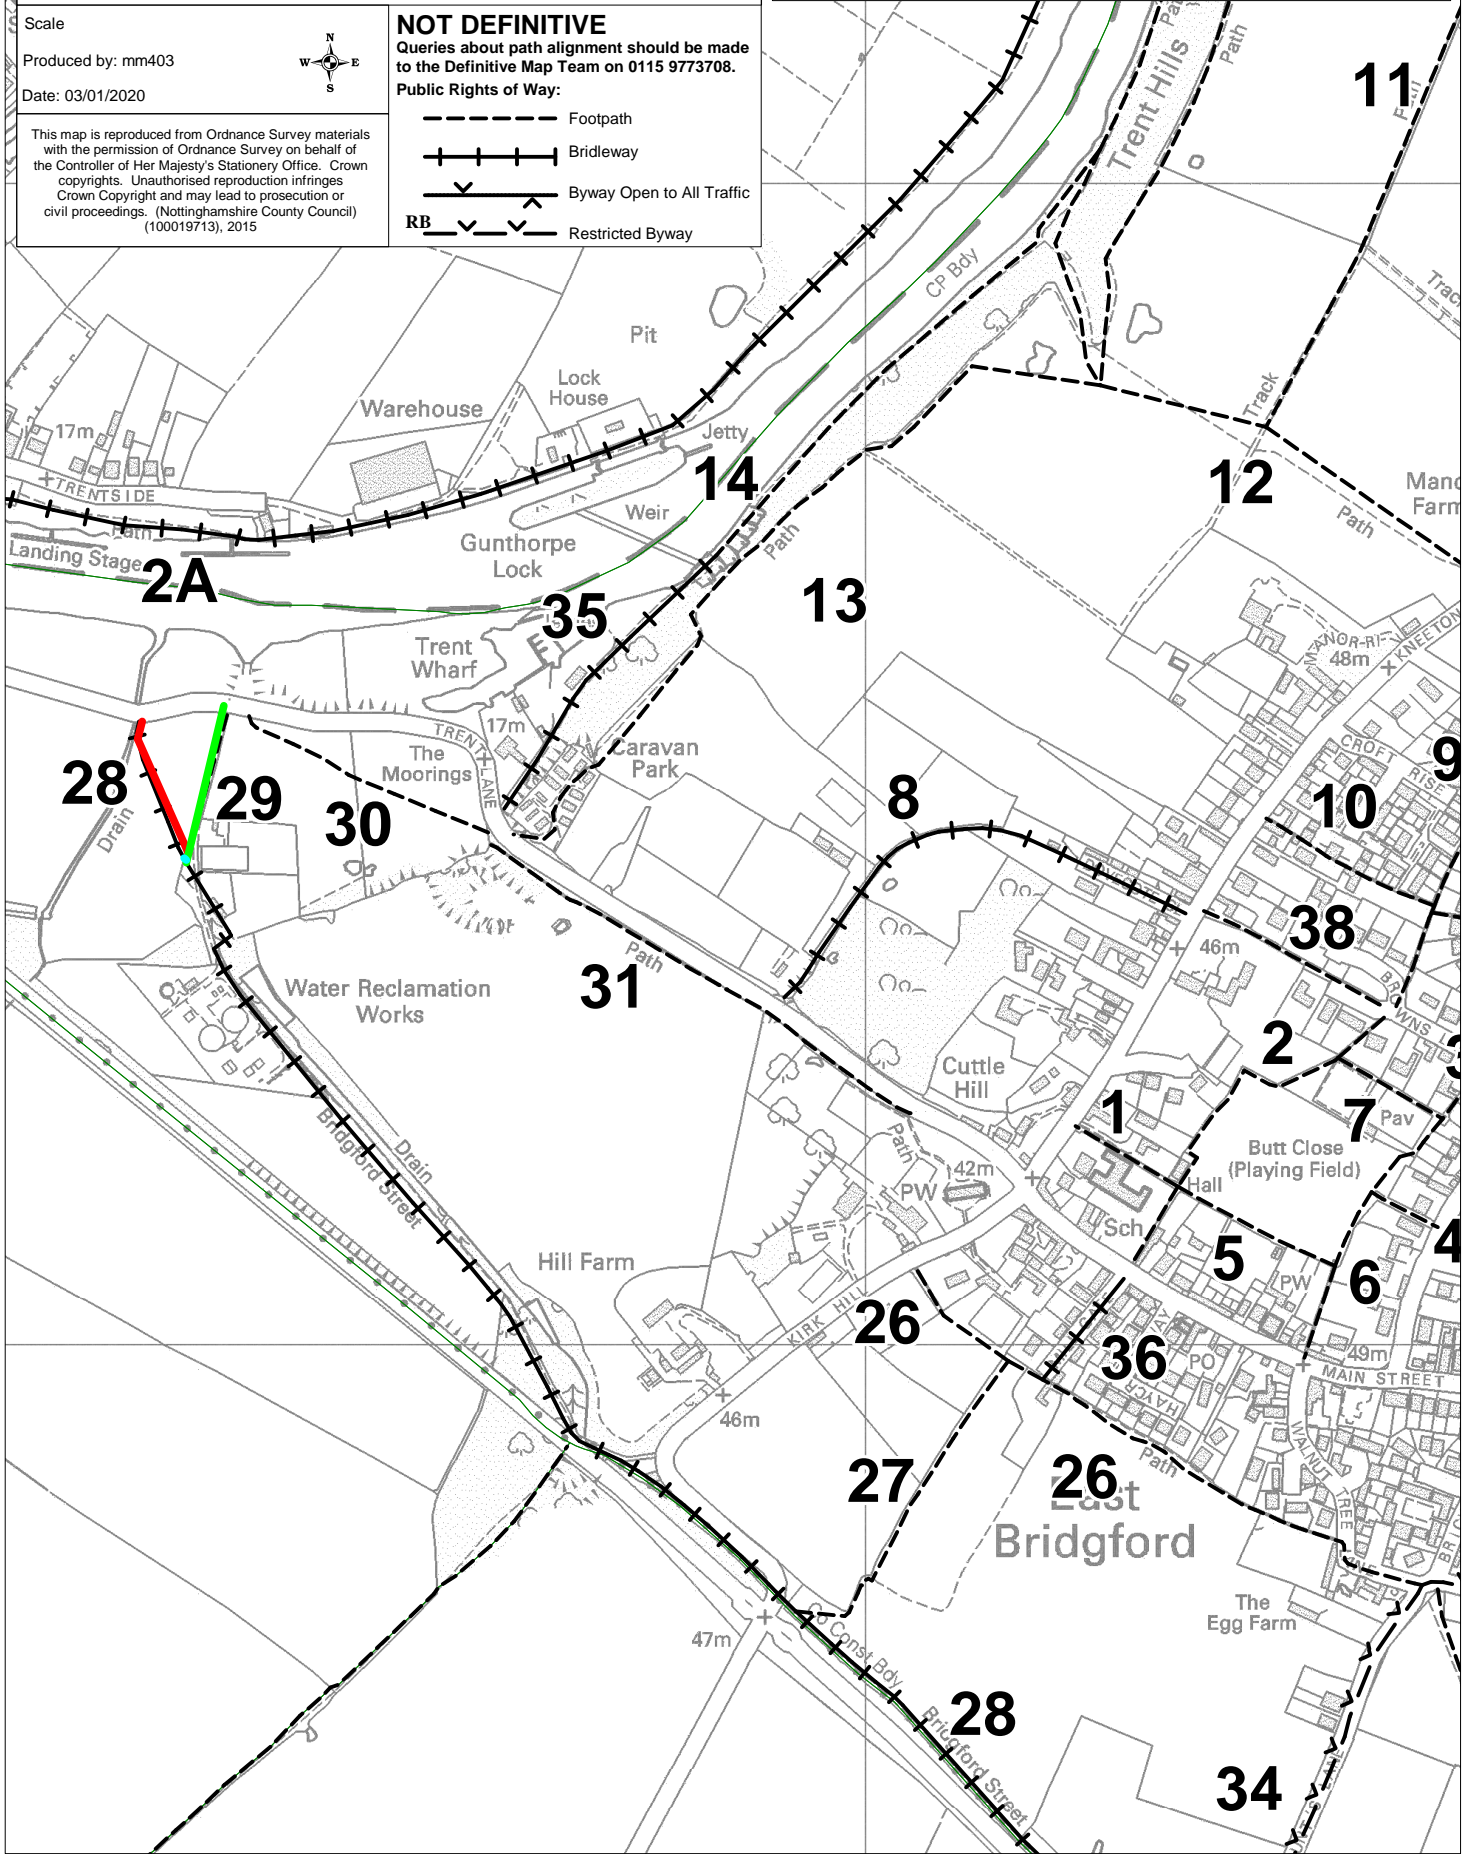 Scale
Produced by: mm403
Date: 03/01/2020
N
W E
S
This map is reproduced from Ordnance Survey materials
with the permission of Ordnance Survey on behalf of
the Controller of Her Majesty's Stationery Office. Crown
copyrights. Unauthorised reproduction infringes
Crown Copyright and may lead to prosecution or
civil proceedings. (Nottinghamshire County Council)
(100019713), 2015
NOT DEFINITIVE
Queries about path alignment should be made
to the Definitive Map Team on 0115 9773708.
Public Rights of Way:
Footpath
Bridleway
Byway Open to All Traffic
RB
Restricted Byway
Trent Hills
Path
11
CP Bdy
Pit
Lock
House
Warehouse
17m
TRENTSIDE
Path
Landing Stage
2A
Jetty
14
Weir
Gunthorpe
Lock
Path
Track
12
Path
35
13
Trent
Wharf
MANOR-RI
48m
KNEETON
17m
TRENT LANE
The
Moorings
Caravan
Park
28
29
30
Drain
8
CROFT
RISE
9
10
38
46m
BROWNS
Water Reclamation
Works
31
Path
2
Cuttle
Hill
1
7
Pav
Butt Close
(Playing Field)
Hall
Path
42m
PW
Sch
Drain
Bridgford Street
Hill Farm
5
PW
6
4
KIRK HILL
26
36
PO
49m
MAIN STREET
46m
27
26
Path
WALNUT TREE
East
Bridgford
The
Egg Farm
47m
Co Const Bdy
28
Bridgford Street
34